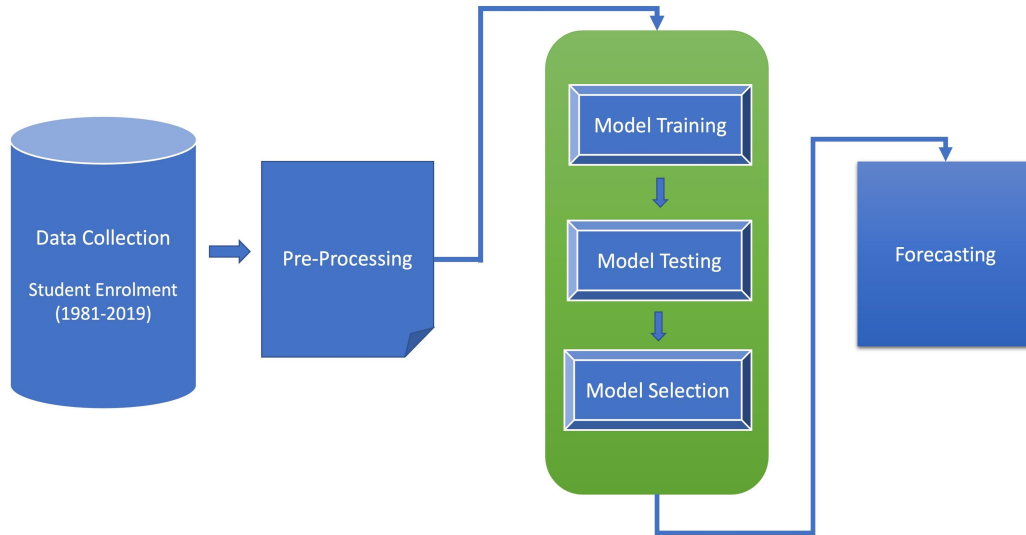 Data Collection
Student Enrolment
(1981-2019)
Pre-Processing
Model Training
Model Testing
Model Selection
Forecasting